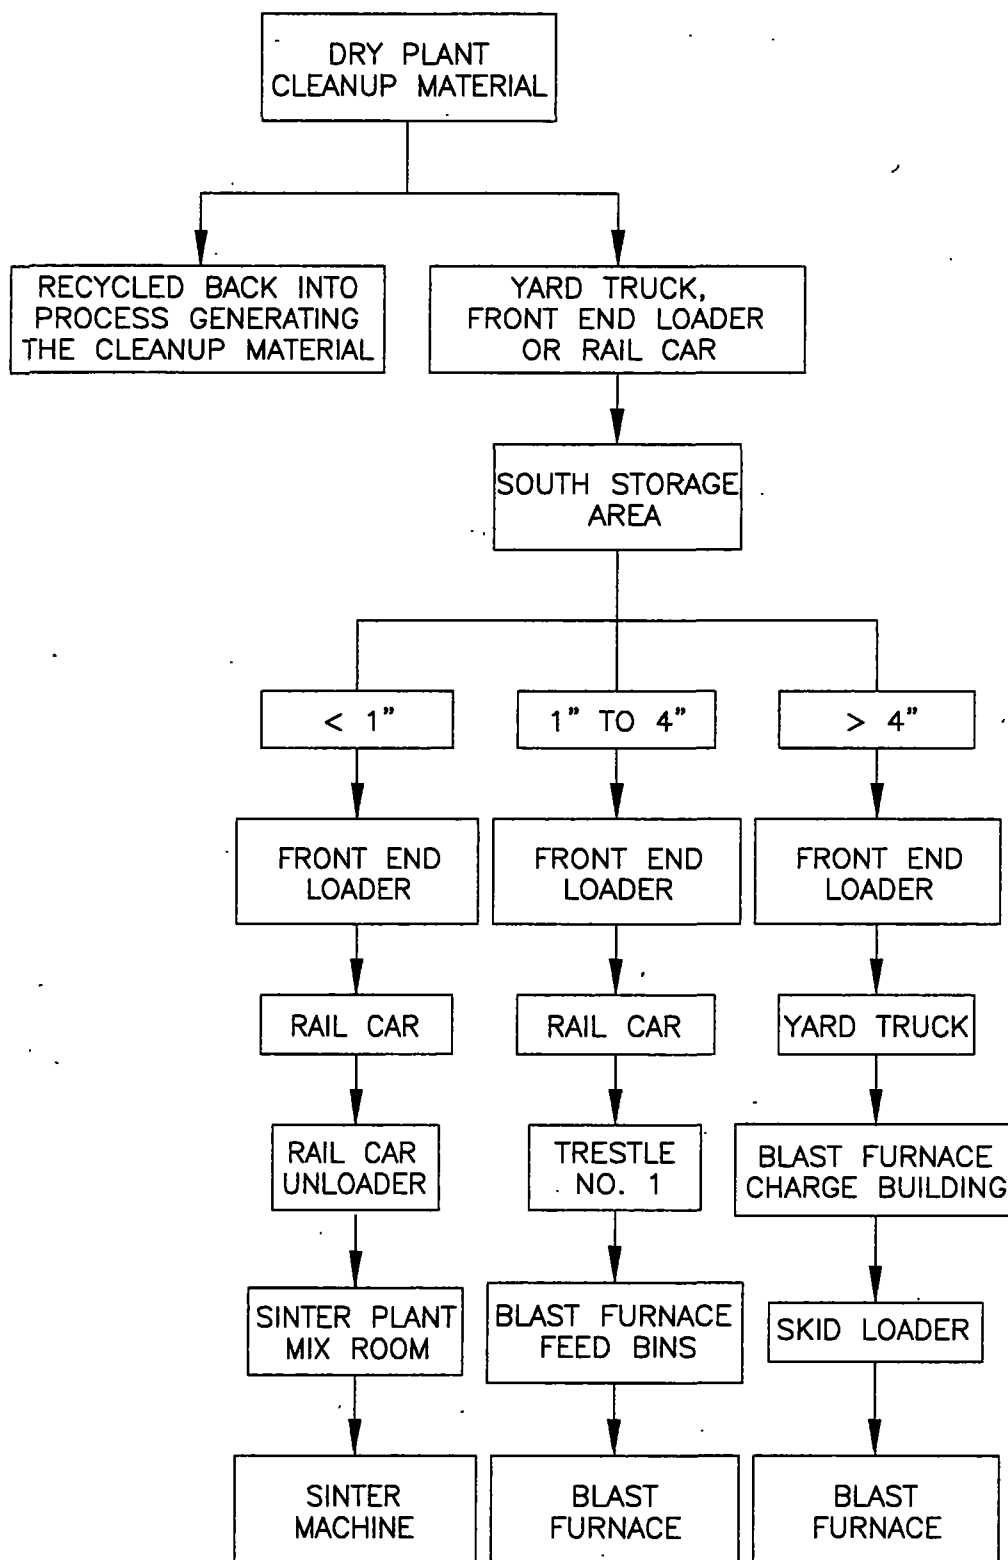 DRY PLANT
CLEANUP MATERIAL
RECYCLED BACK INTO
PROCESS GENERATING
THE CLEANUP MATERIAL
YARD TRUCK,
FRONT END LOADER
OR RAIL CAR
SOUTH STORAGE
AREA
< 1”
1” TO 4”
> 4”
FRONT END
LOADER
FRONT END
LOADER
FRONT END
LOADER
RAIL CAR
RAIL CAR
YARD TRUCK
RAIL CAR
UNLOADER
TRESTLE
NO. 1
BLAST FURNACE
CHARGE BUILDING
SINTER PLANT
MIX ROOM
BLAST FURNACE
FEED BINS
SKID LOADER
SINTER
MACHINE
BLAST
FURNACE
BLAST
FURNACE